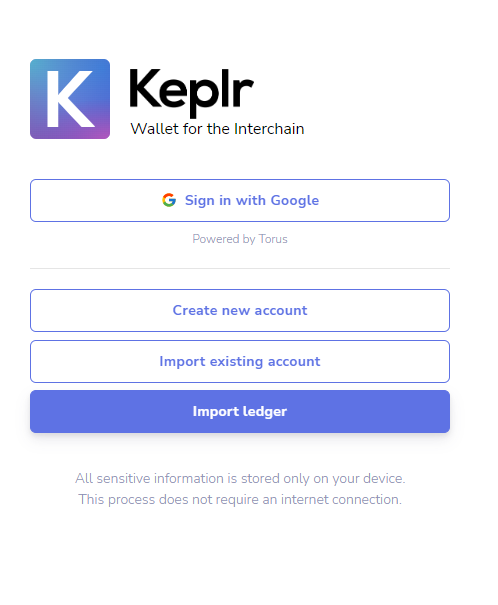 K
Keplr
Wallet for the Interchain
Sign in with Google
Powered by Torus
Create new account
Import existing account
Import ledger
All sensitive information is stored only on your device.
This process does not require an internet connection.